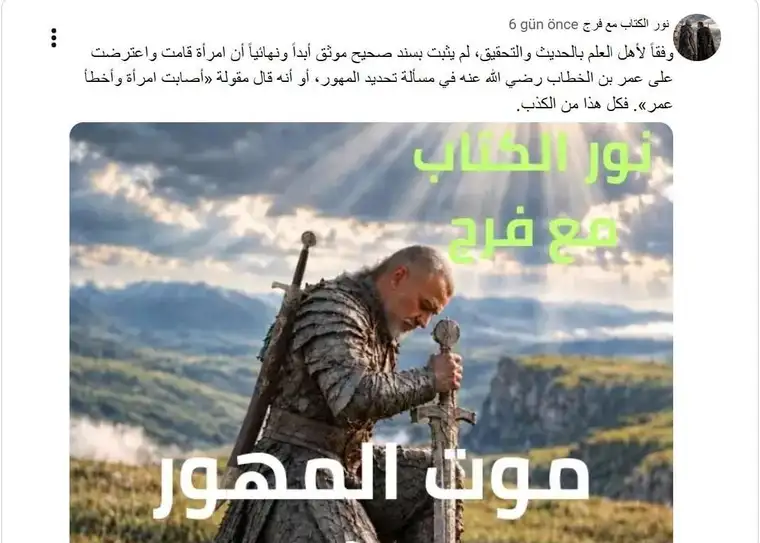 نور الكتاب مع فرج 6 gün önce
وفقاً لأهل العلم بالحديث والتحقيق، لم يثبت بسند صحيح موثق أبداً ونهائياً أن امرأة قامت واعترضت
على عمر بن الخطاب رضي الله عنه في مسألة تحديد المهور، أو أنه قال مقولة «أصابت امرأة وأخطأ
عمر». فكل هذا من الكذب.
نور الكتاب
مع فرج
موت المهور